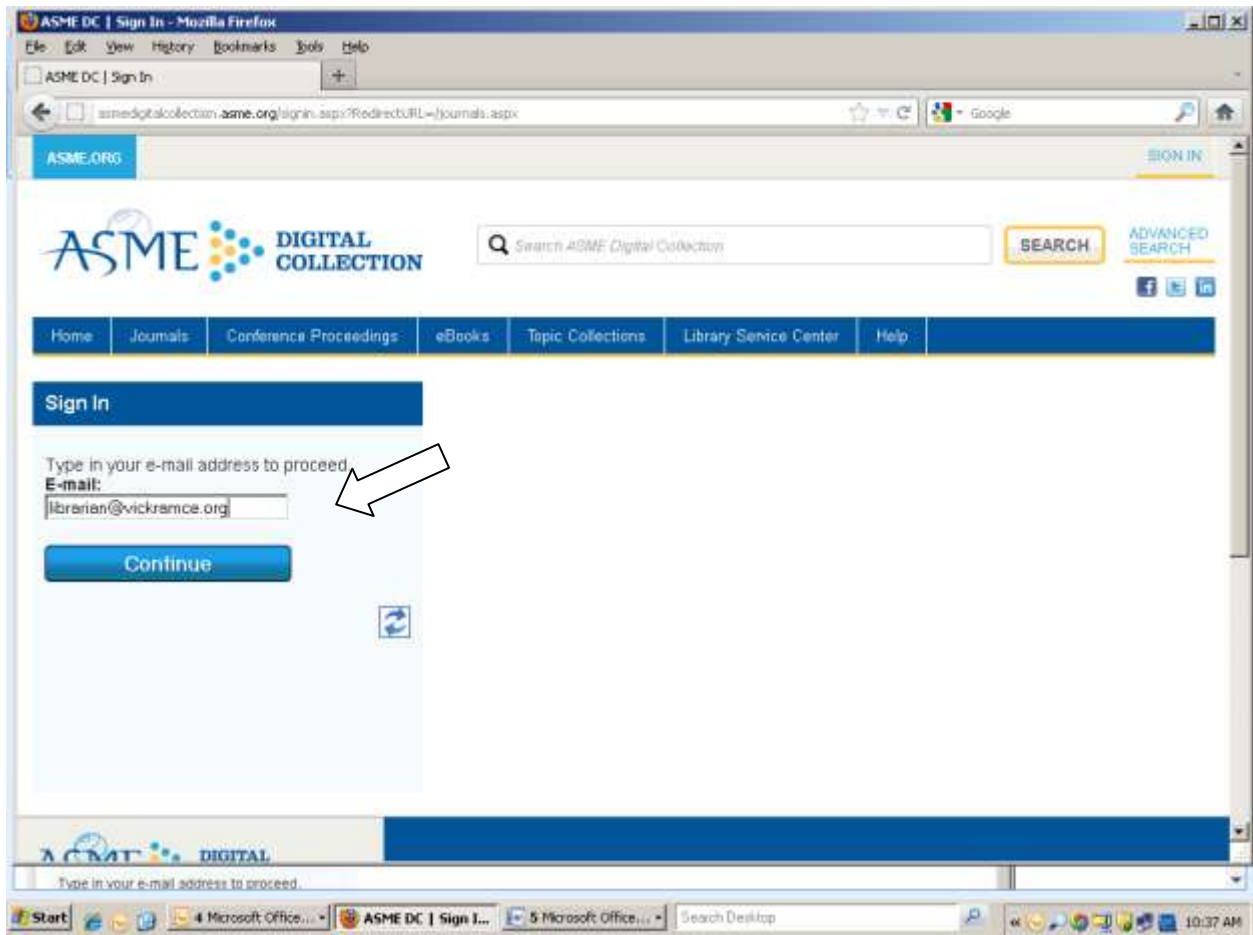 ASME DC | Sign In - Mozilla Firefox
File Edit View History Bookmarks Tools Help
ASME DC | Sign In
asmedigitalcollection.asme.org/signin.aspx?RedirectURL=/journals.aspx
Google
ASME.ORG
SIGN IN
ASME DIGITAL COLLECTION
Search ASME Digital Collection
SEARCH
ADVANCED SEARCH
Home Journals Conference Proceedings eBooks Topic Collections Library Service Center Help
Sign In
Type in your e-mail address to proceed.
E-mail:
librarian@vickramce.org
Continue
ASME DIGITAL
Type in your e-mail address to proceed.
Start 4 Microsoft Office... ASME DC | Sign I... 5 Microsoft Office... Search Desktop 10:37 AM